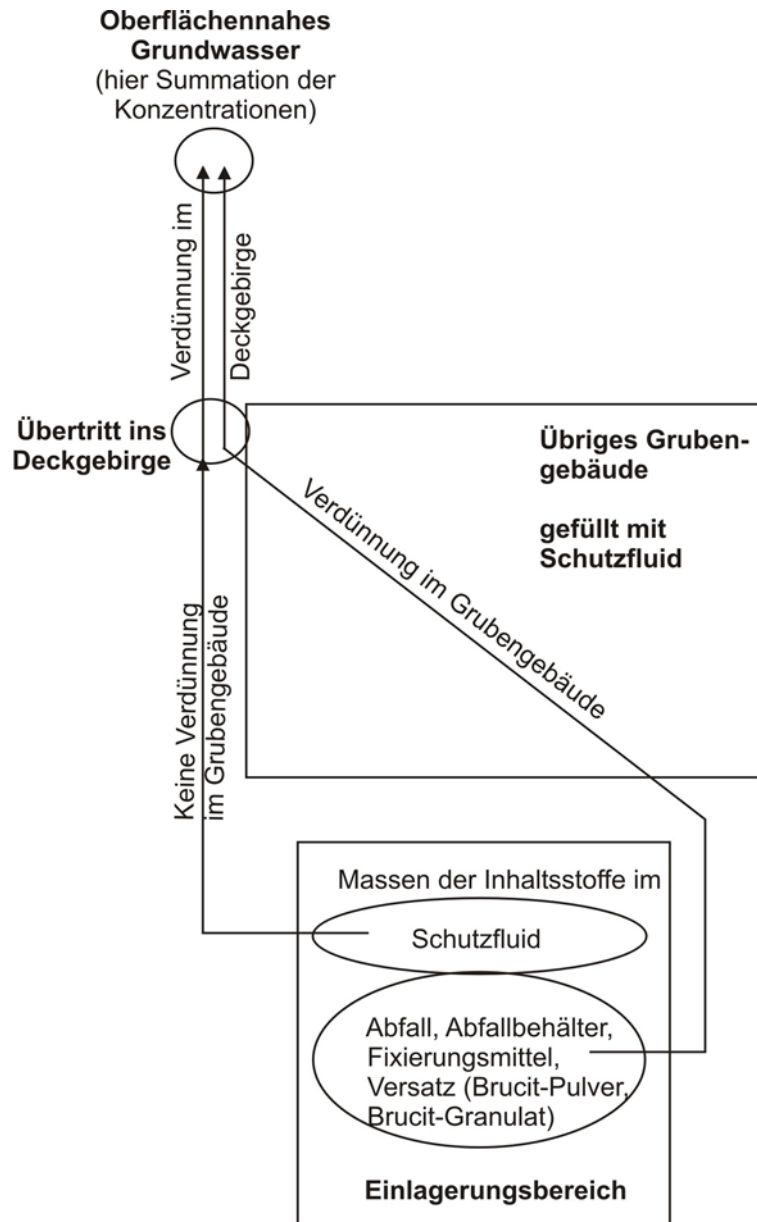 Oberflächennahes
Grundwasser
(hier Summation der
Konzentrationen)
Verdünnung im
Deckgebirge
Übertritt ins
Deckgebirge
Übriges Gruben-
gebäude
gefüllt mit
Schutzfluid
Verdünnung im Grubengebäude
Keine Verdünnung
im Grubengebäude
Massen der Inhaltsstoffe im
Schutzfluid
Abfall, Abfallbehälter,
Fixierungsmittel,
Versatz (Brucit-Pulver,
Brucit-Granulat)
Einlagerungsbereich